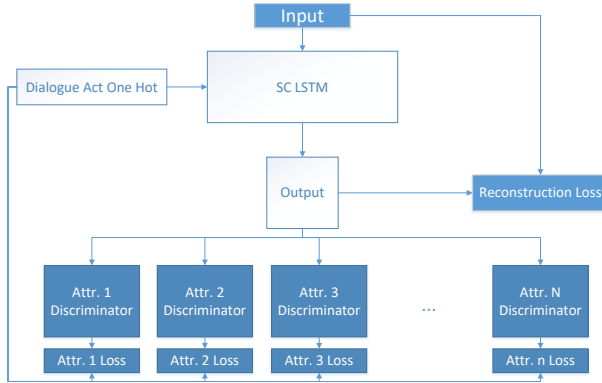 Input
Dialogue Act One Hot
SC LSTM
Output
Reconstruction Loss
Attr. 1
Discriminator
Attr. 2
Discriminator
Attr. 3
Discriminator
...
Attr. N
Discriminator
Attr. 1 Loss
Attr. 2 Loss
Attr. 3 Loss
Attr. n Loss